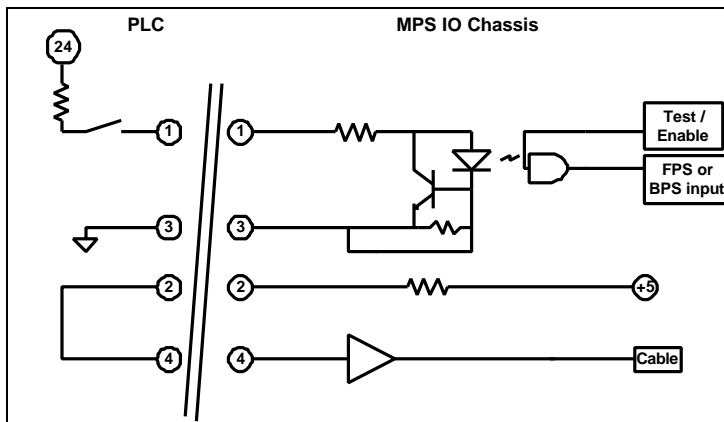 PLC
MPS IO Chassis
24
1
1
Test /
Enable
FPS or
BPS input
3
3
2
2
+5
4
4
Cable